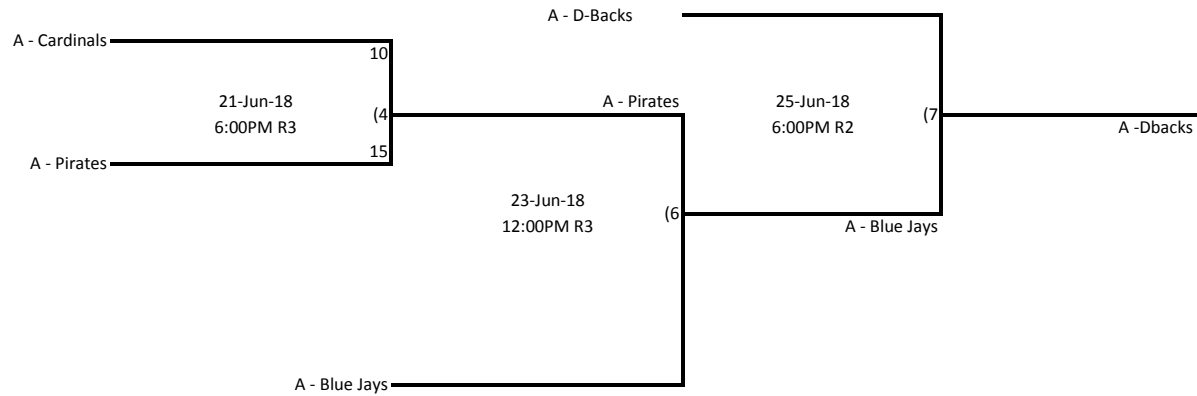 A - D-Backs
A - Cardinals
10
21-Jun-18
6:00PM R3
(4
A - Pirates
25-Jun-18
6:00PM R2
(7
A -Dbacks
15
A - Pirates
23-Jun-18
12:00PM R3
(6
A - Blue Jays
A - Blue Jays